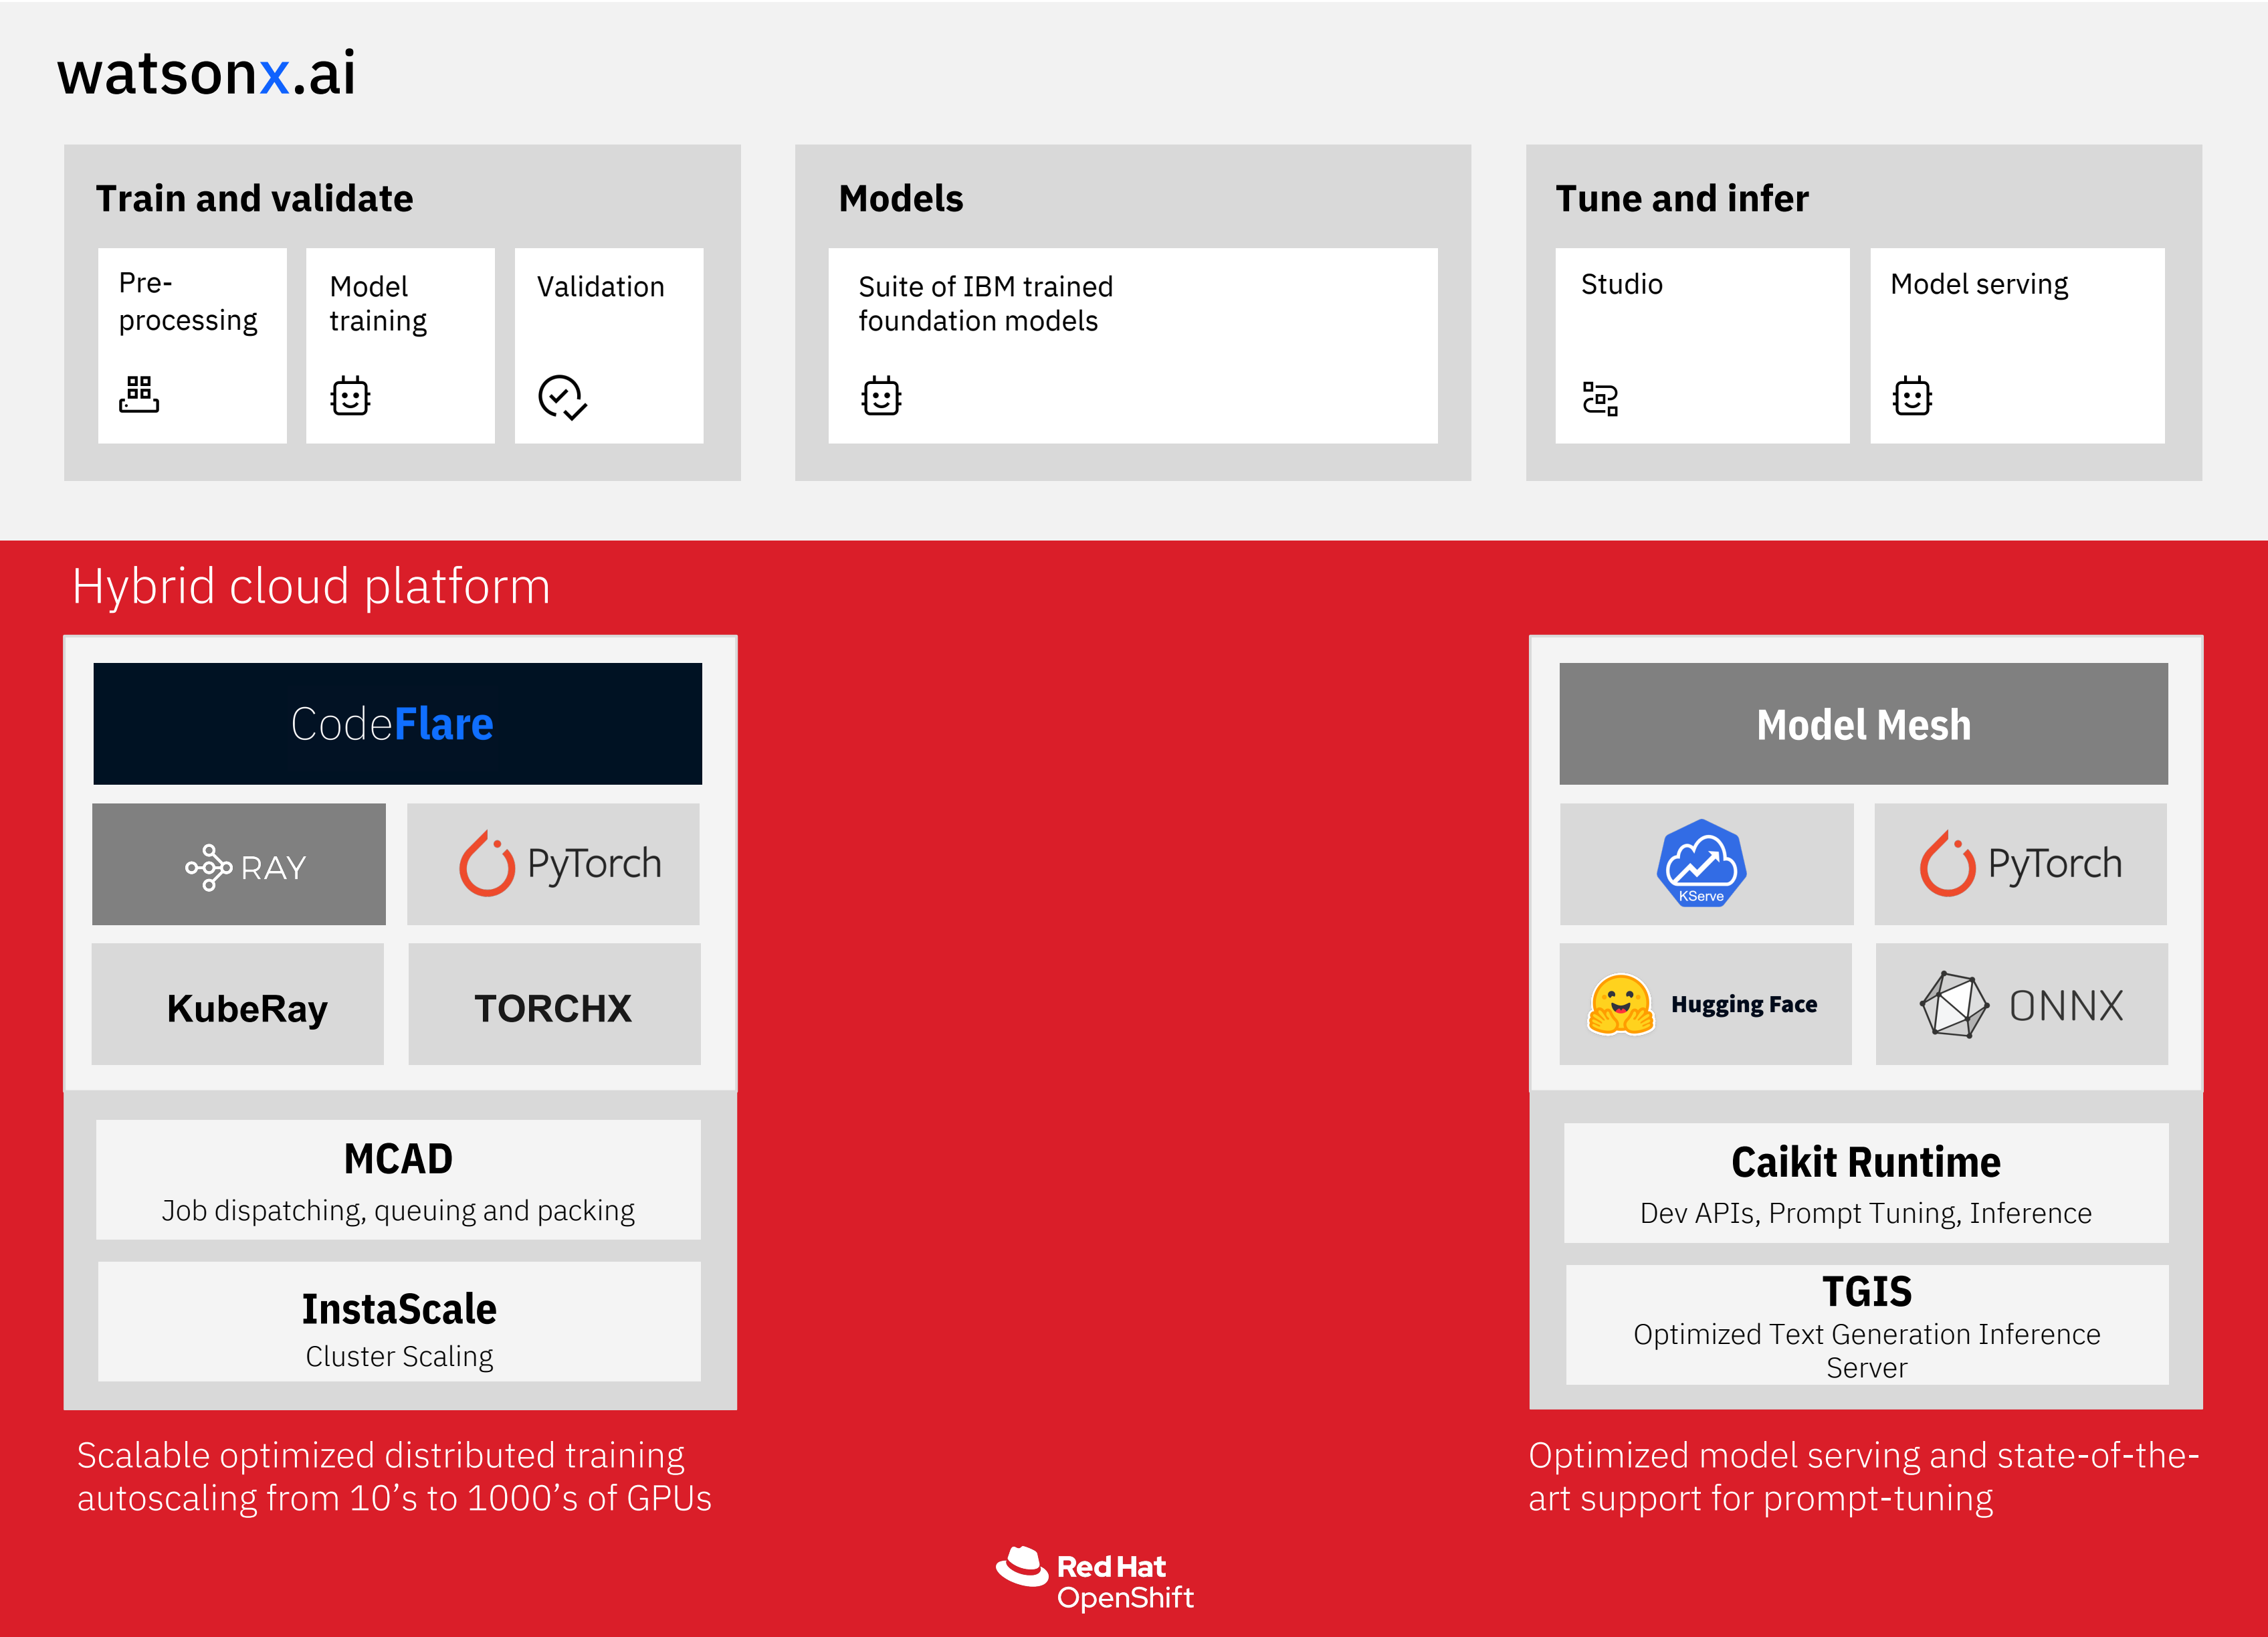 watsonx.ai
Train and validate
Pre-
processing
Model
training
Validation
Models
Suite of IBM trained
foundation models
Tune and infer
Studio
Model serving
Hybrid cloud platform
CodeFlare
RAY
PyTorch
KubeRay
TORCHX
MCAD
Job dispatching, queuing and packing
InstaScale
Cluster Scaling
Scalable optimized distributed training
autoscaling from 10’s to 1000’s of GPUs
Model Mesh
KServe
PyTorch
Hugging Face
ONNX
Caikit Runtime
Dev APIs, Prompt Tuning, Inference
TGIS
Optimized Text Generation Inference
Server
Optimized model serving and state-of-the-
art support for prompt-tuning
Red Hat
OpenShift